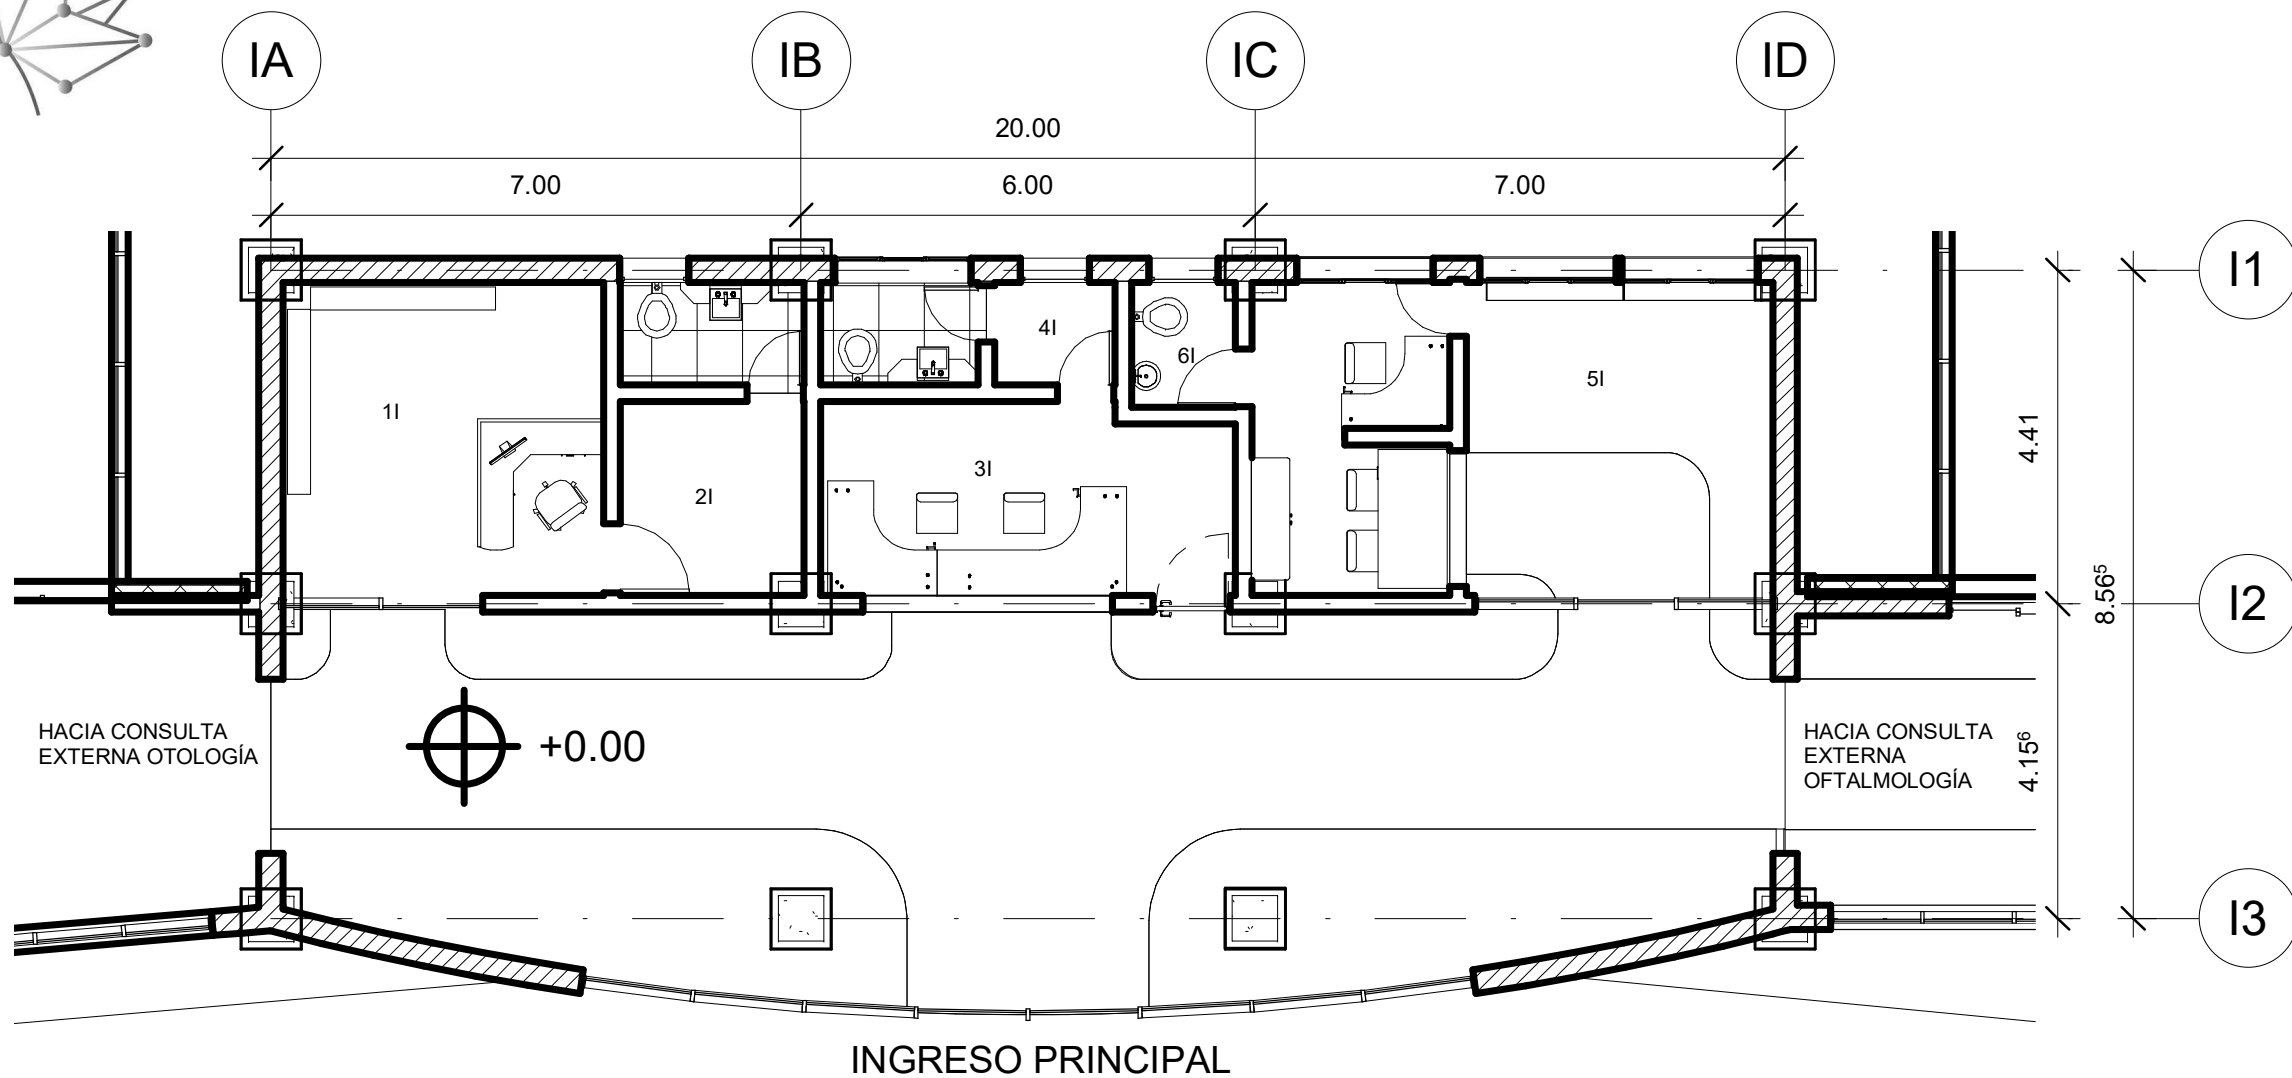 IA
IB
IC
ID
20.00
7.00
6.00
7.00
I1
4I
6I
1I
5I
4.41
3I
2I
8.56⁵
I2
HACIA CONSULTA
EXTERNA OTOLOGÍA
+0.00
HACIA CONSULTA
EXTERNA
OFTALMOLOGÍA
4.15⁶
I3
INGRESO PRINCIPAL